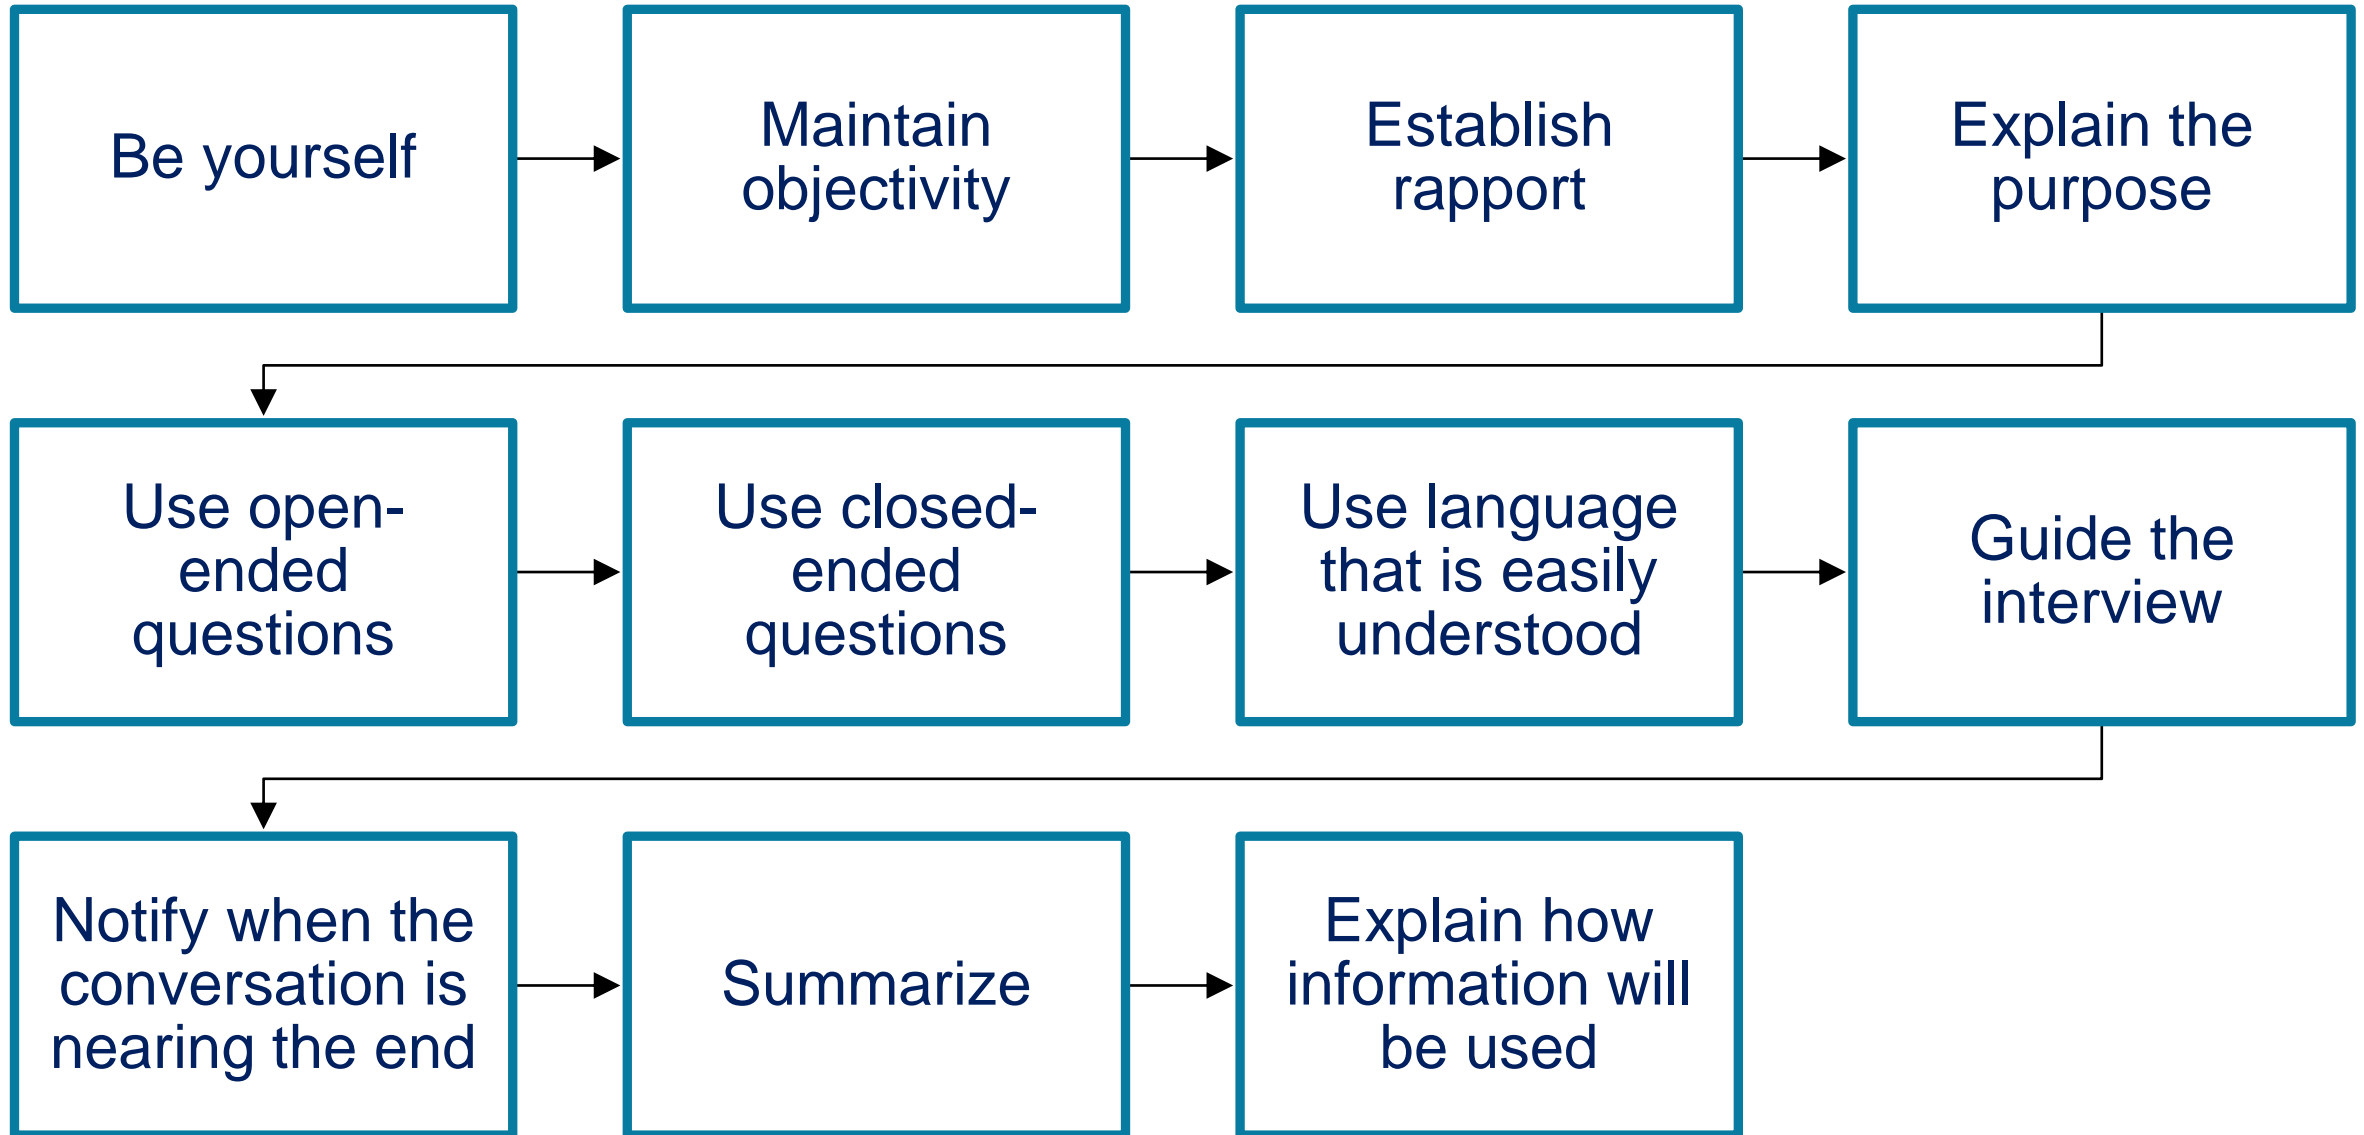 Be yourself
Maintain
objectivity
Establish
rapport
Explain the
purpose
Use open-
ended
questions
Use closed-
ended
questions
Use language
that is easily
understood
Guide the
interview
Notify when the
conversation is
nearing the end
Summarize
Explain how
information will
be used